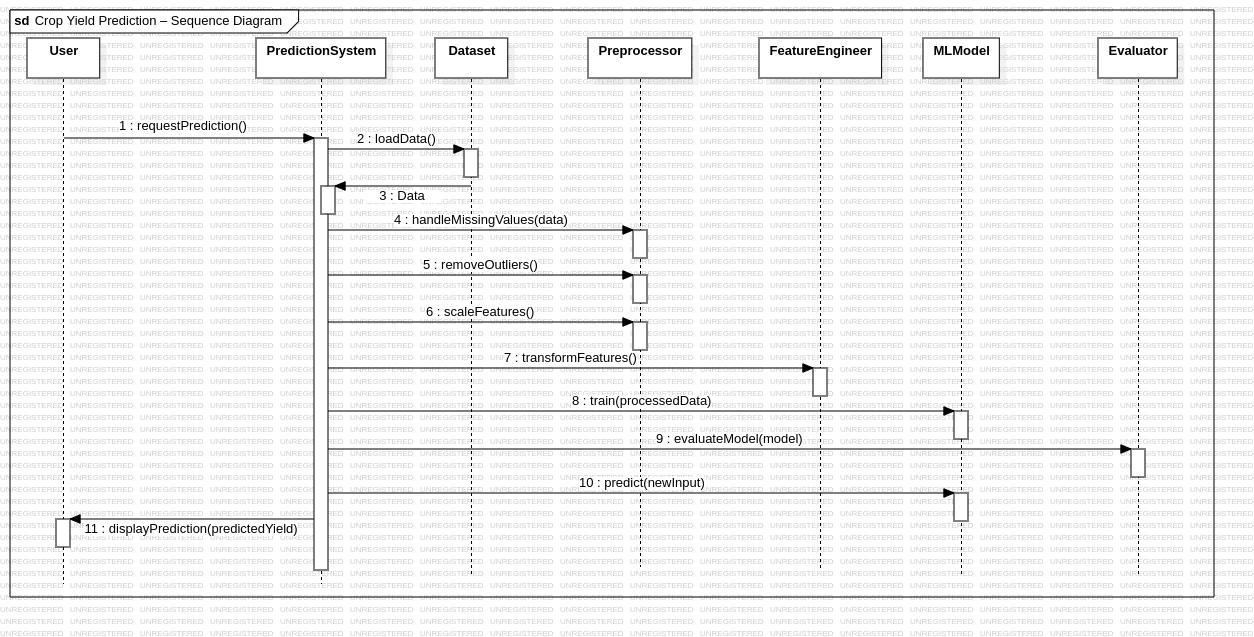 sd Crop Yield Prediction – Sequence Diagram
User
PredictionSystem
Dataset
Preprocessor
FeatureEngineer
MLModel
Evaluator
1 : requestPrediction()
2 : loadData()
3 : Data
4 : handleMissingValues(data)
5 : removeOutliers()
6 : scaleFeatures()
7 : transformFeatures()
8 : train(processedData)
9 : evaluateModel(model)
10 : predict(newInput)
11 : displayPrediction(predictedYield)
UNREGISTERED